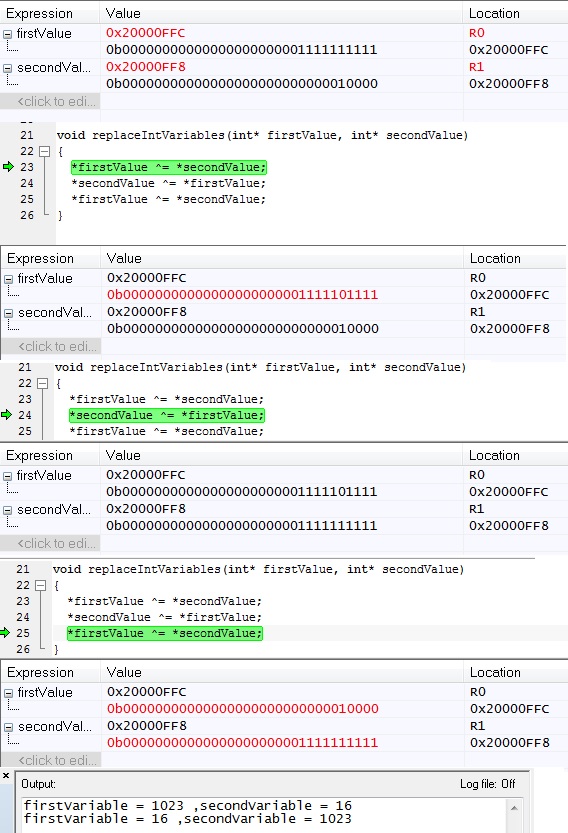 Expression Value Location
firstValue 0x20000FFC R0
0b00000000000000000000001111111111 0x20000FFC
secondVal... 0x20000FF8 R1
0b00000000000000000000000000010000 0x20000FF8
<click to edi...
21 void replaceIntVariables(int* firstValue, int* secondValue)
22 {
23 *firstValue ^= *secondValue;
24 *secondValue ^= *firstValue;
25 *firstValue ^= *secondValue;
26 }
Expression Value Location
firstValue 0x20000FFC R0
0b00000000000000000000001111101111 0x20000FFC
secondVal... 0x20000FF8 R1
0b00000000000000000000000000010000 0x20000FF8
<click to edi...
21 void replaceIntVariables(int* firstValue, int* secondValue)
22 {
23 *firstValue ^= *secondValue;
24 *secondValue ^= *firstValue;
25 *firstValue ^= *secondValue;
Expression Value Location
firstValue 0x20000FFC R0
0b00000000000000000000001111101111 0x20000FFC
secondVal... 0x20000FF8 R1
0b00000000000000000000001111111111 0x20000FF8
<click to edi...
21 void replaceIntVariables(int* firstValue, int* secondValue)
22 {
23 *firstValue ^= *secondValue;
24 *secondValue ^= *firstValue;
25 *firstValue ^= *secondValue;
26 }
Expression Value Location
firstValue 0x20000FFC R0
0b00000000000000000000000000010000 0x20000FFC
secondVal... 0x20000FF8 R1
0b00000000000000000000001111111111 0x20000FF8
<click to edi...
Output: Log file: Off
firstVariable = 1023 ,secondVariable = 16
firstVariable = 16 ,secondVariable = 1023